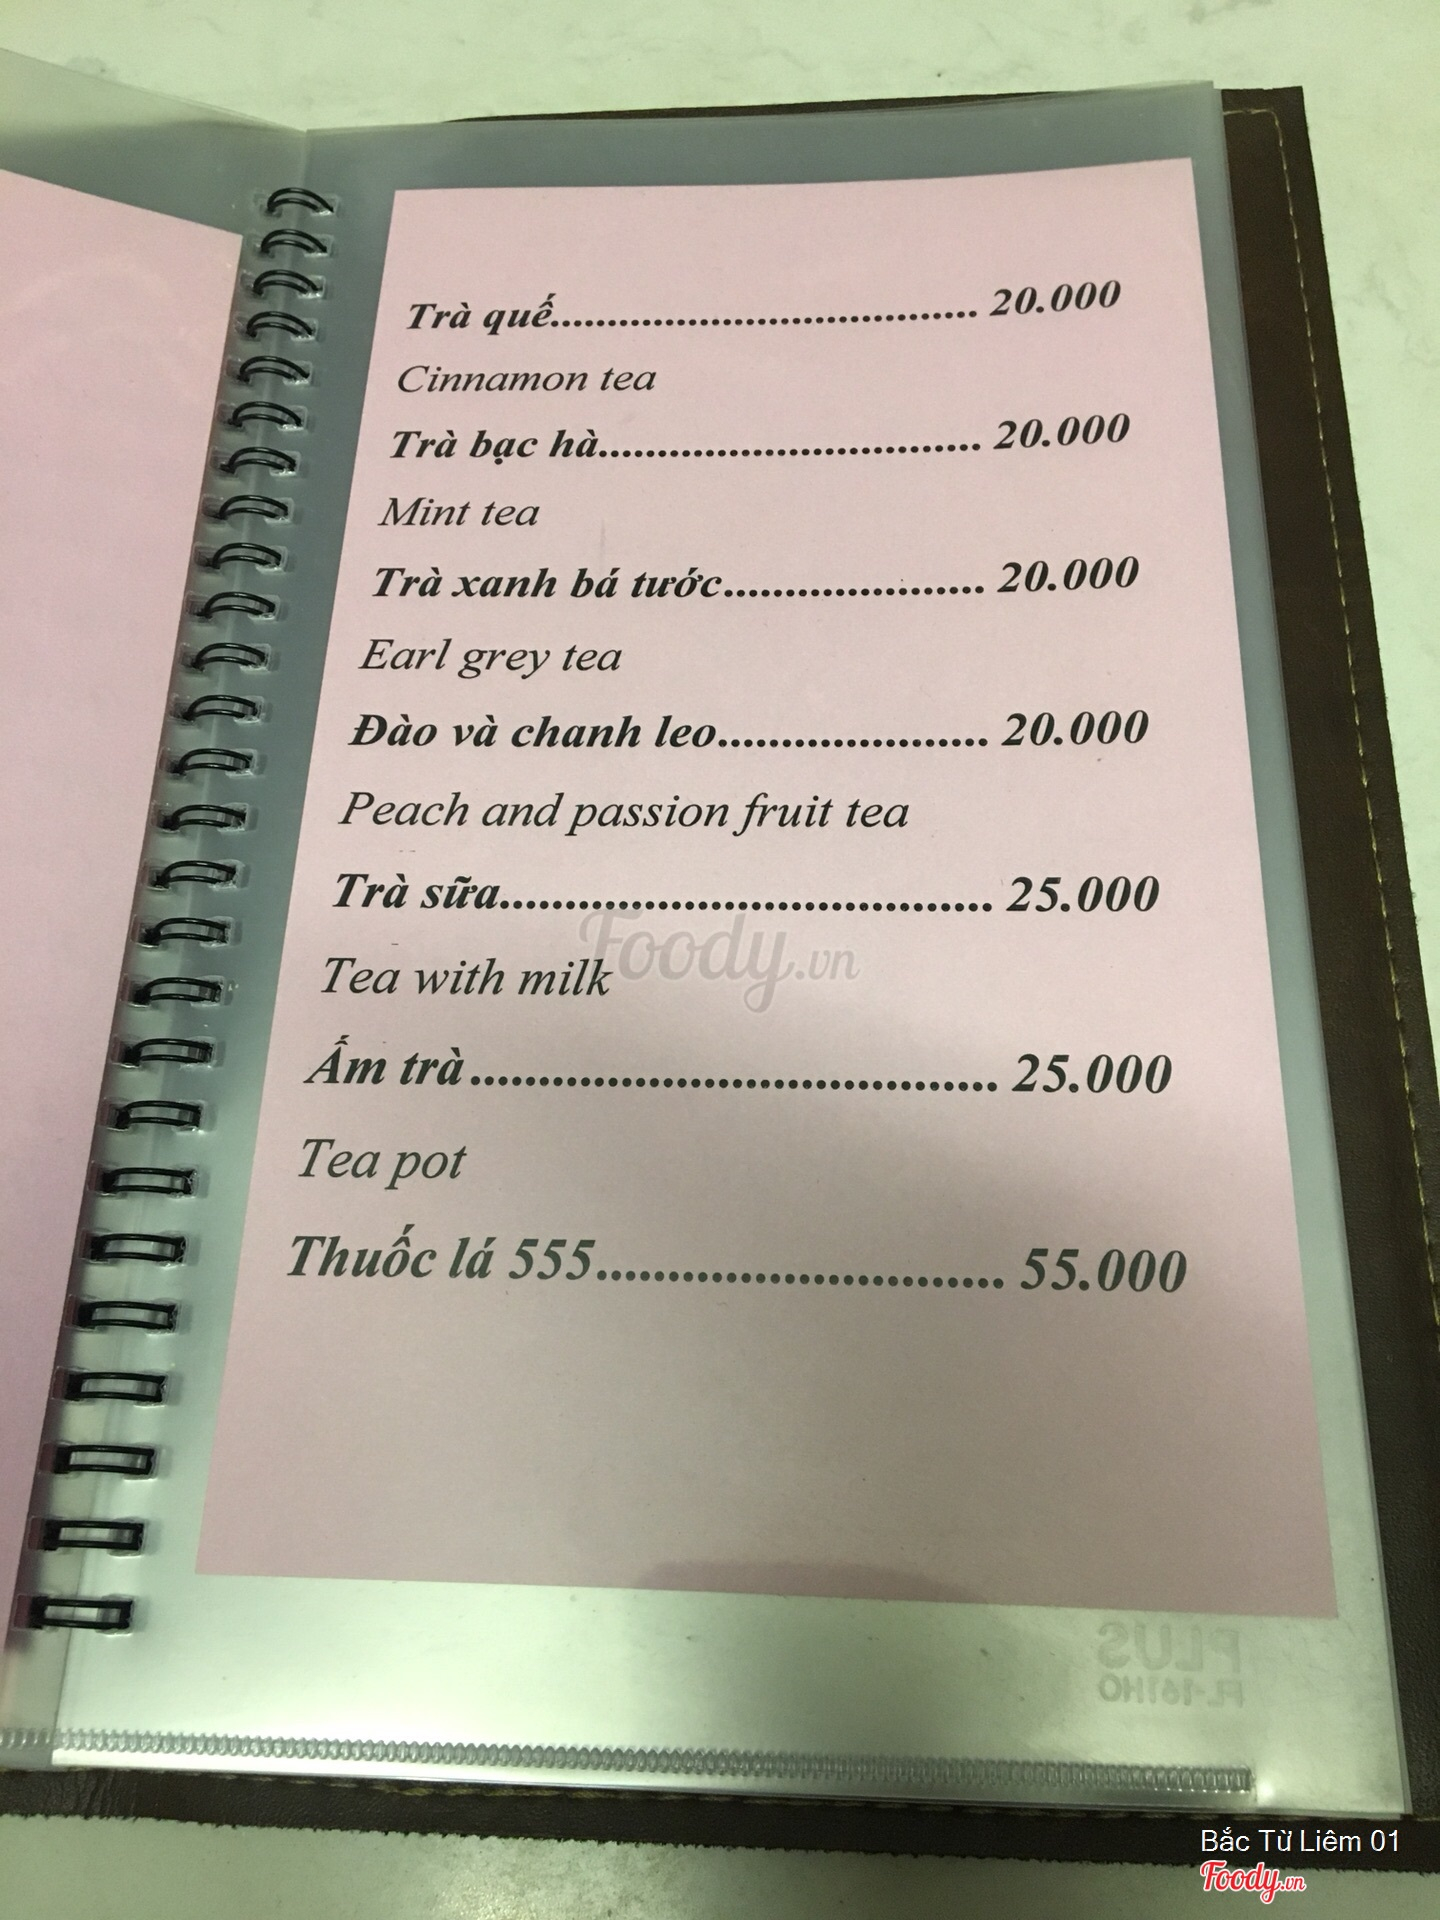 Trà quế..................................... 20.000
Cinnamon tea
Trà bạc hà................................ 20.000
Mint tea
Trà xanh bá tước..................... 20.000
Earl grey tea
Đào và chanh leo..................... 20.000
Peach and passion fruit tea
Trà sữa..................................... 25.000
Foody.vn
Tea with milk
Ấm trà...................................... 25.000
Tea pot
Thuốc lá 555............................ 55.000
PLUS
FL-161HO
Bắc Từ Liêm 01
Foody.vn